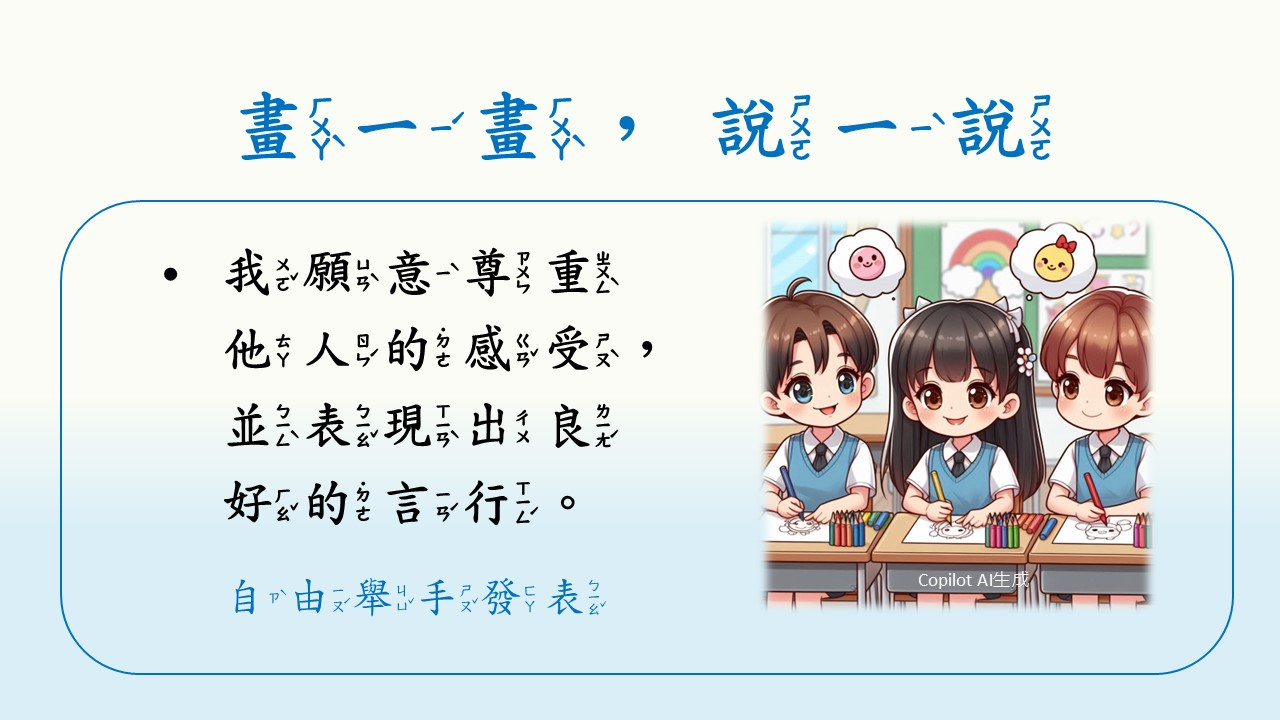 畫一畫，說一說
• 我願意尊重
他人的感受，
並表現出良
好的言行。
自由舉手發表
Copilot AI生成